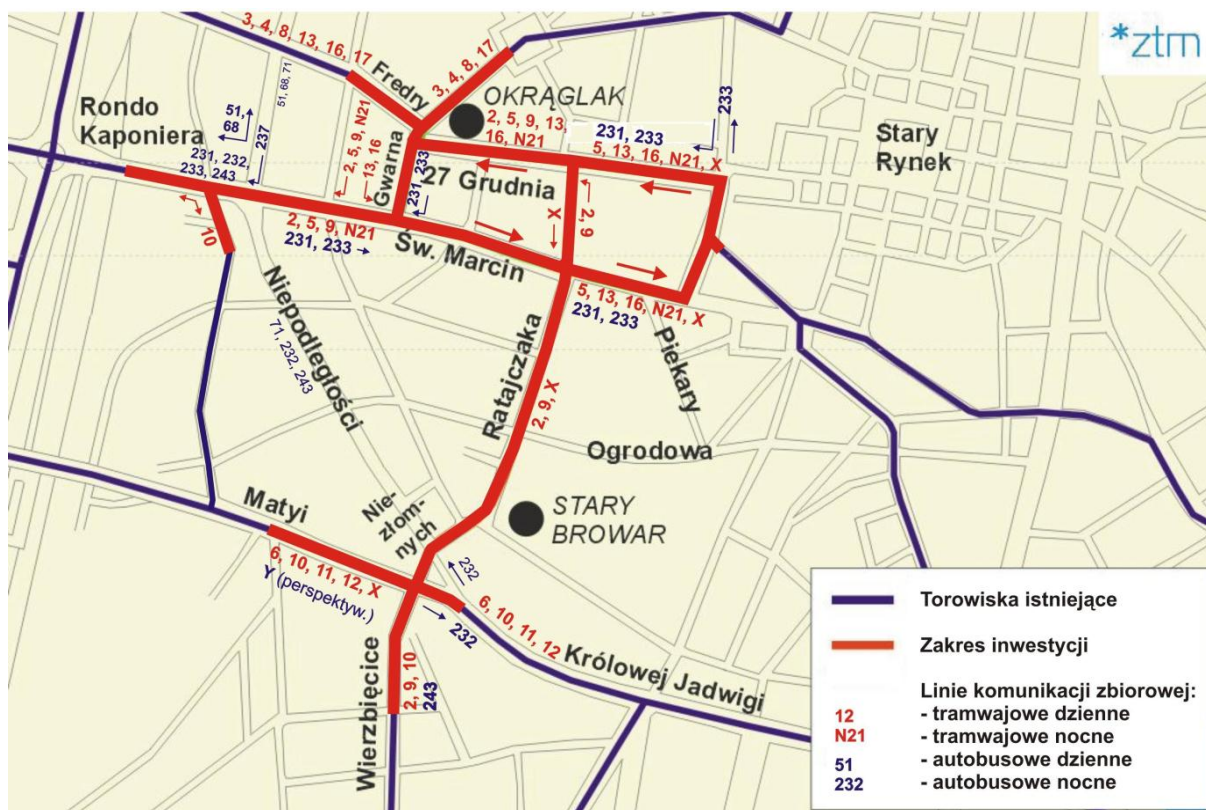 *ztm
3, 4, 8, 13, 16, 17
Fredry
3, 4, 8, 17
OKRĄGLAK
Rondo
Kaponiera
51,
68
51, 68, 71
237
231, 232,
233, 243
2, 5, 9, N21
13, 16
Gwarna
231, 233
2, 5, 9, 13,
16, N21
231, 233
233
5, 13, 16, N21, X
Stary
Rynek
27 Grudnia
X
2, 9
10
2, 5, 9, N21
231, 233
Św. Marcin
5, 13, 16, N21, X
231, 233
Niepodległości
71, 232, 243
Ratajczaka
2, 9, X
Piekary
Ogrodowa
Matyi
Nie-
złom-
nych
STARY
BROWAR
6, 10, 11, 12, X
Y (perspektyw.)
232
232
6, 10, 11, 12
Królowej Jadwigi
Wierzbięcice
2, 9, 10
243
Torowiska istniejące
Zakres inwestycji
Linie komunikacji zbiorowej:
12 - tramwajowe dzienne
N21 - tramwajowe nocne
51 - autobusowe dzienne
232 - autobusowe nocne